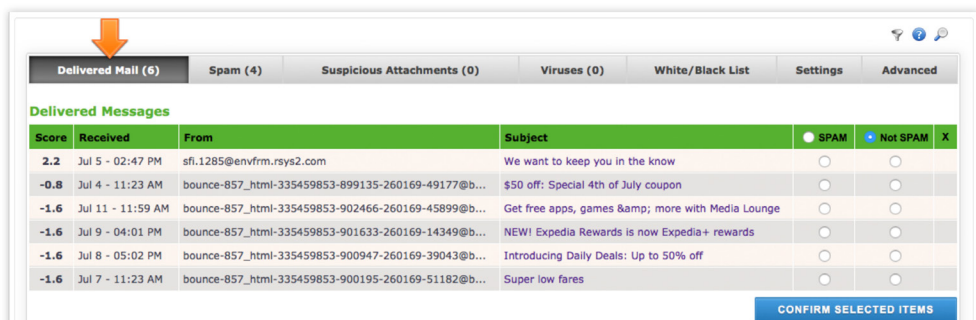 Delivered Mail (6) Spam (4) Suspicious Attachments (0) Viruses (0) White/Black List Settings Advanced
Delivered Messages
Score Received From Subject SPAM Not SPAM X
2.2 Jul 5 - 02:47 PM sfi.1285@envfrm.rsys2.com We want to keep you in the know
-0.8 Jul 4 - 11:23 AM bounce-857_html-335459853-899135-260169-49177@b... $50 off: Special 4th of July coupon
-1.6 Jul 11 - 11:59 AM bounce-857_html-335459853-902466-260169-45899@b... Get free apps, games &amp; more with Media Lounge
-1.6 Jul 9 - 04:01 PM bounce-857_html-335459853-901633-260169-14349@b... NEW! Expedia Rewards is now Expedia+ rewards
-1.6 Jul 8 - 05:02 PM bounce-857_html-335459853-900947-260169-39043@b... Introducing Daily Deals: Up to 50% off
-1.6 Jul 7 - 11:23 AM bounce-857_html-335459853-900195-260169-51182@b... Super low fares
CONFIRM SELECTED ITEMS